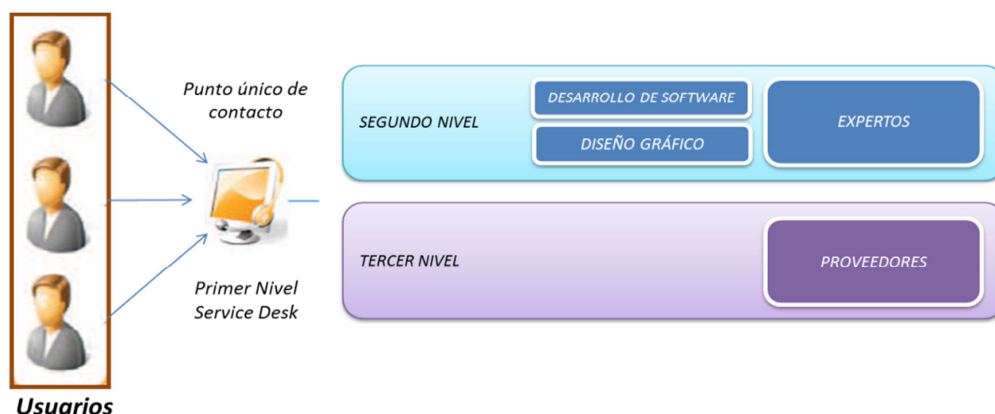 Punto único de
contacto
Primer Nivel
Service Desk
Usuarios
SEGUNDO NIVEL
DESARROLLO DE SOFTWARE
DISEÑO GRÁFICO
EXPERTOS
TERCER NIVEL
PROVEEDORES